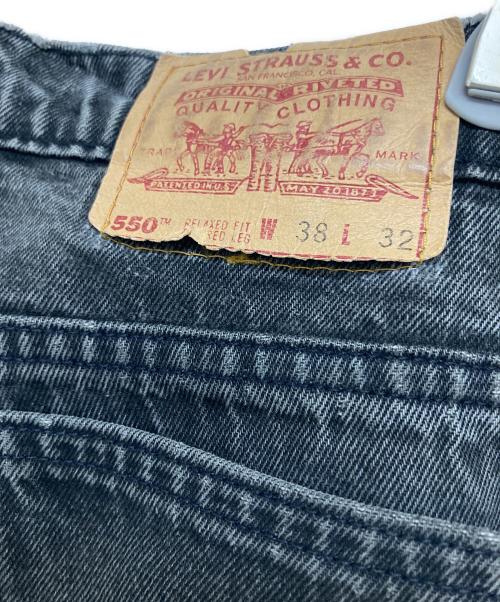 LEVI STRAUSS & CO.
SAN FRANCISCO, CAL.
ORIGINAL RIVETED
QUALITY CLOTHING
TRADE MARK
PATENTED IN U.S. MAY 20 1873
550™ RELAXED FIT W 38 L 32
RED LEG